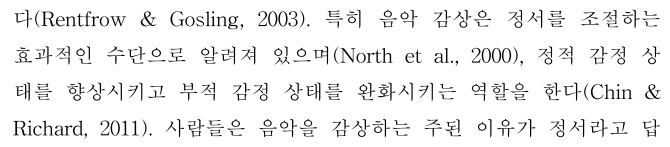 다(Rentfrow & Gosling, 2003). 특히 음악 감상은 정서를 조절하는
효과적인 수단으로 알려져 있으며(North et al., 2000), 정적 감정 상
태를 향상시키고 부적 감정 상태를 완화시키는 역할을 한다(Chin &
Richard, 2011). 사람들은 음악을 감상하는 주된 이유가 정서라고 답